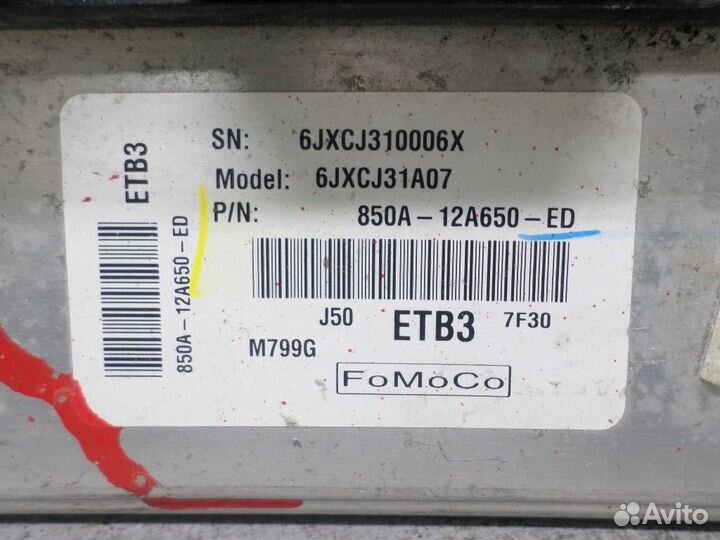 SN: 6JXCJ310006X
Model: 6JXCJ31A07
P/N: 850A-12A650-ED
J50 ETB3 7F30
M799G
FoMoCo
ETB3
850A-12A650-ED
Avito